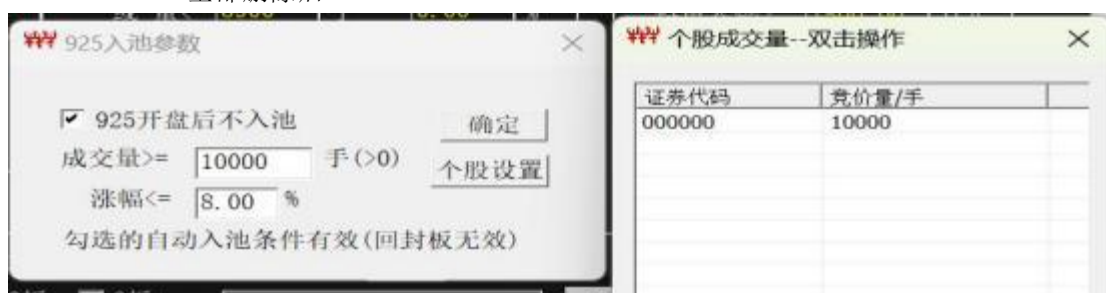 925入池参数
925开盘后不入池
确定
成交量>= 10000 手(>0)
个股设置
涨幅<= 8.00 %
勾选的自动入池条件有效(回封板无效)
个股成交量--双击操作
证券代码 竞价量/手
000000 10000